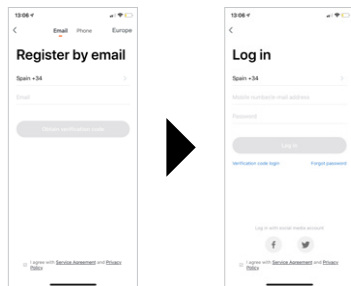 13:06
Email Phone Europe
Register by email
Spain +34
Email
Obtain verification code
I agree with Service Agreement and Privacy
Policy
13:06
Log in
Spain +34
Mobile number/e-mail address
Password
Log in
Verification code login Forgot password
Log in with social media account
I agree with Service Agreement and Privacy
Policy